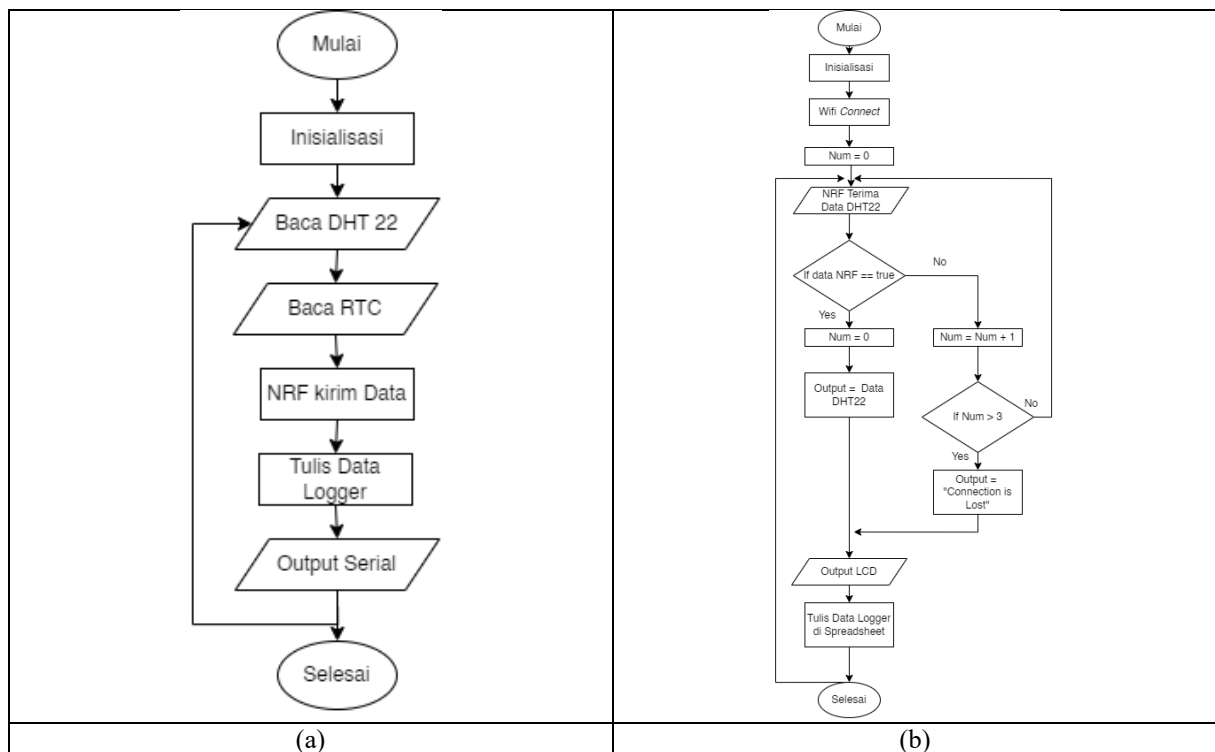 Mulai
Inisialisasi
Baca DHT 22
Baca RTC
NRF kirim Data
Tulis Data
Logger
Output Serial
Selesai
(a)
Mulai
Inisialisasi
Wifi Connect
Num = 0
NRF Terima
Data DHT22
If data NRF == true
No
Yes
Num = 0
Num = Num + 1
Output = Data
DHT22
If Num > 3
No
Yes
Output =
"Connection is
Lost"
Output LCD
Tulis Data Logger
di Spreadsheet
Selesai
(b)